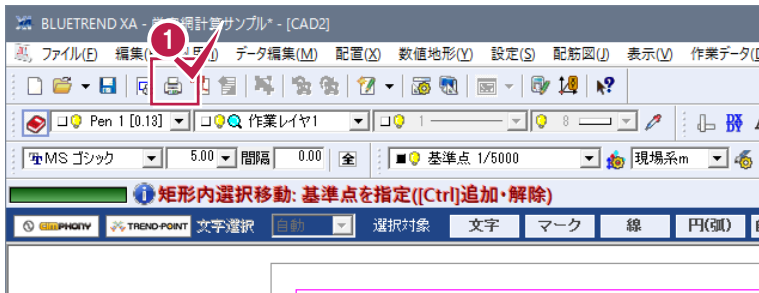 BLUETREND XA - 網計算サンプル* - [CAD2]
1
ファイル(F) 編集( データ編集(M) 配置(X) 数値地形(Y) 設定(S) 配筋図(J) 表示(V) 作業データ(
Pen 1 [0.13] 作業レイヤ1 1 8
MS ゴシック 5.00 間隔 0.00 全 基準点 1/5000 現場系m
矩形内選択移動: 基準点を指定([Ctrl]追加・解除)
SIMPHONY TREND-POINT 文字選択 自動 選択対象 文字 マーク 線 円(弧)